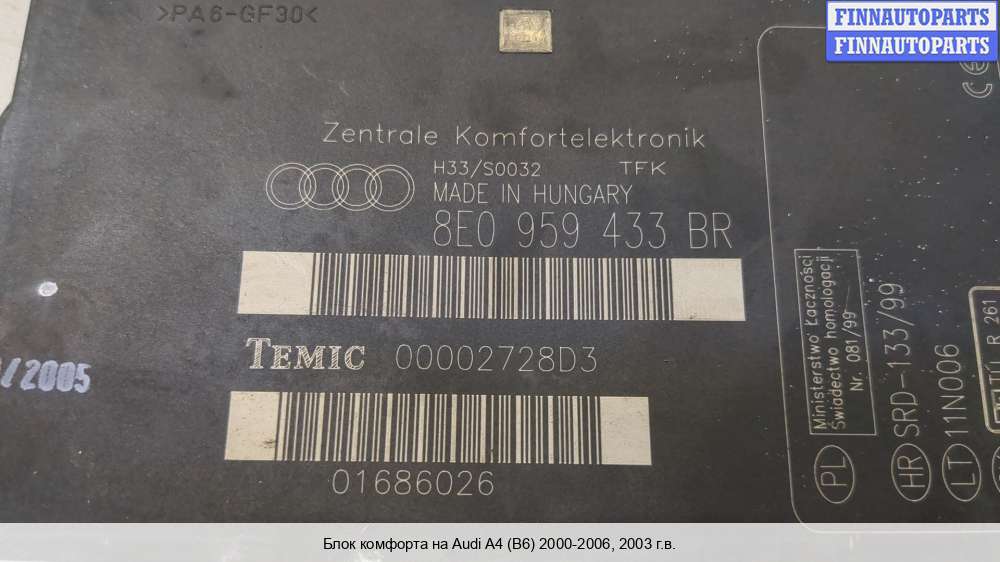 >PA6-GF30<
FINNAUTOPARTS
FINNAUTOPARTS
Zentrale Komfortelektronik
H33/S0032 TFK
MADE IN HUNGARY
8E0 959 433 BR
TEMIC 00002728D3
/2005
01686026
PL Ministerstwo Łączności
Świadectwo homologacji
Nr. 081/99
HR SRD-133/99
LT 11N006
R 261
Блок комфорта на Audi A4 (B6) 2000-2006, 2003 г.в.